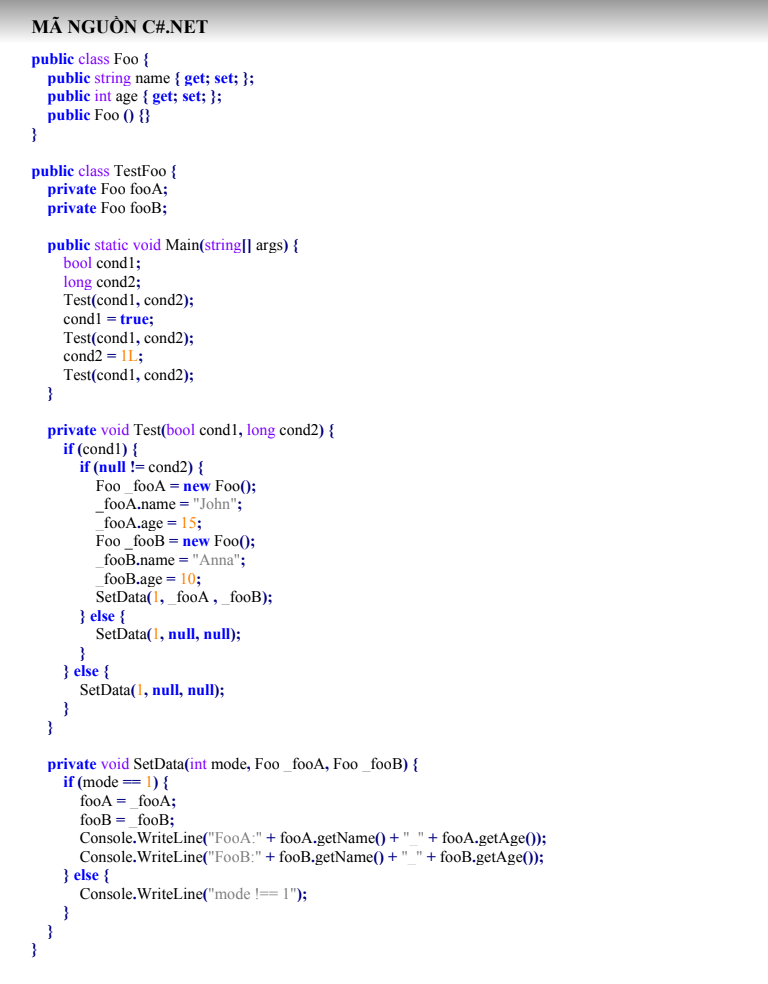 MÃ NGUỒN C#.NET
public class Foo {
public string name { get; set; };
public int age { get; set; };
public Foo () {}
}
public class TestFoo {
private Foo fooA;
private Foo fooB;
public static void Main(string[] args) {
bool cond1;
long cond2;
Test(cond1, cond2);
cond1 = true;
Test(cond1, cond2);
cond2 = 1L;
Test(cond1, cond2);
}
private void Test(bool cond1, long cond2) {
if (cond1) {
if (null != cond2) {
Foo _fooA = new Foo();
_fooA.name = "John";
_fooA.age = 15;
Foo _fooB = new Foo();
_fooB.name = "Anna";
_fooB.age = 10;
SetData(1, _fooA , _fooB);
} else {
SetData(1, null, null);
}
} else {
SetData(1, null, null);
}
}
private void SetData(int mode, Foo _fooA, Foo _fooB) {
if (mode == 1) {
fooA = _fooA;
fooB = _fooB;
Console.WriteLine("FooA:" + fooA.getName() + "_" + fooA.getAge());
Console.WriteLine("FooB:" + fooB.getName() + "_" + fooB.getAge());
} else {
Console.WriteLine("mode !== 1");
}
}
}